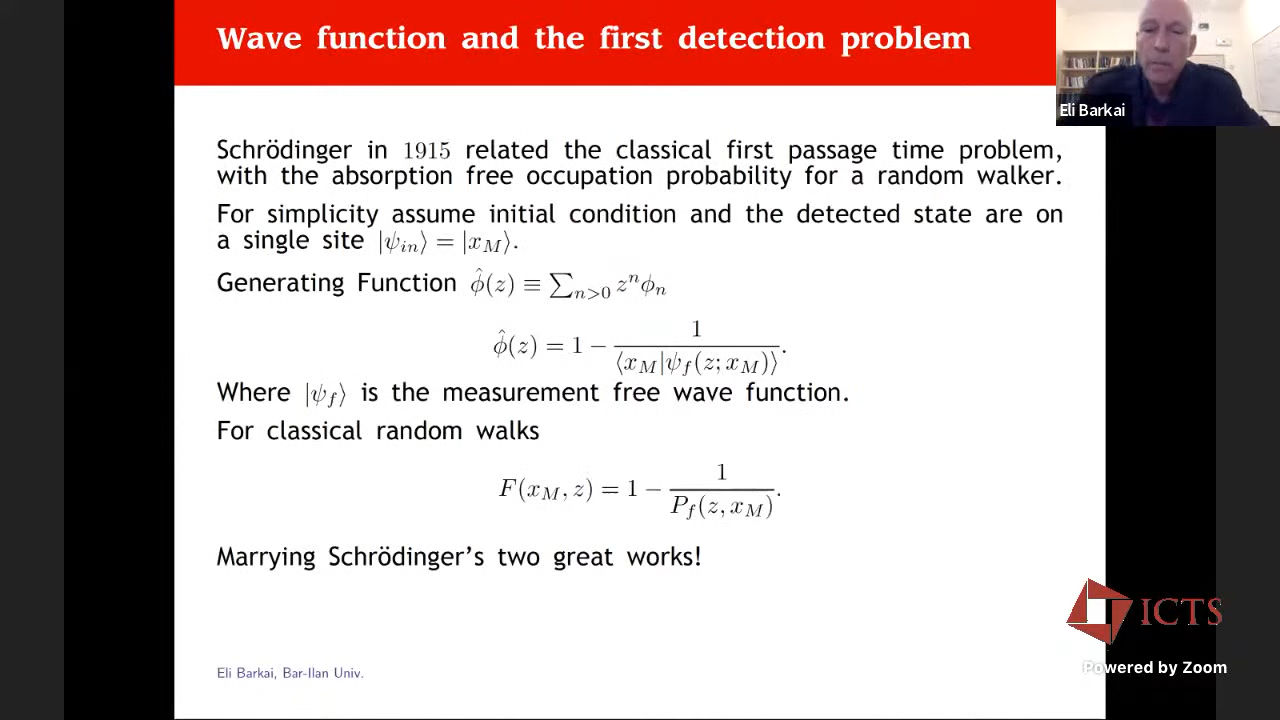 Wave function and the first detection problem
Eli Barkai
Schrödinger in 1915 related the classical first passage time problem,
with the absorption free occupation probability for a random walker.
For simplicity assume initial condition and the detected state are on
a single site |ψ_{in}⟩ = |x_M⟩.
Generating Function φ̂(z) ≡ ∑_{n>0} z^n φ_n
φ̂(z) = 1 − 1 / ⟨x_M|ψ_f(z; x_M)⟩.
Where |ψ_f⟩ is the measurement free wave function.
For classical random walks
F(x_M, z) = 1 − 1 / P_f(z, x_M).
Marrying Schrödinger's two great works!
ICTS
Powered by Zoom
Eli Barkai, Bar-Ilan Univ.